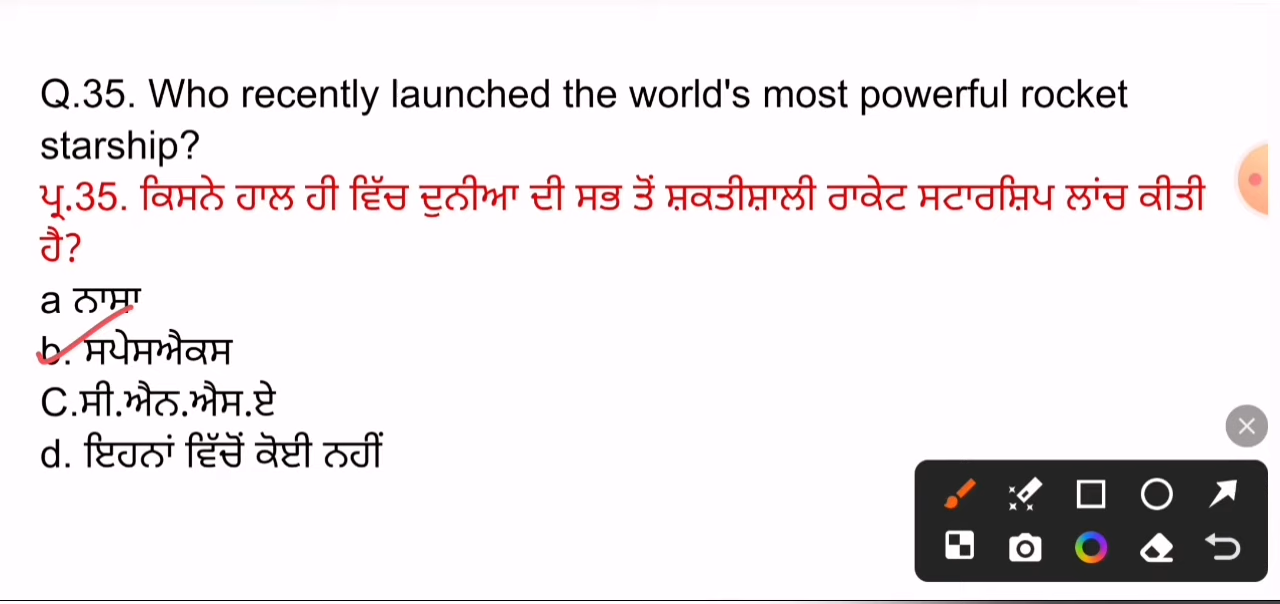 Q.35. Who recently launched the world's most powerful rocket
starship?
ਪ੍ਰ.35. ਕਿਸਨੇ ਹਾਲ ਹੀ ਵਿੱਚ ਦੁਨੀਆ ਦੀ ਸਭ ਤੋਂ ਸ਼ਕਤੀਸ਼ਾਲੀ ਰਾਕੇਟ ਸਟਾਰਸ਼ਿਪ ਲਾਂਚ ਕੀਤੀ
ਹੈ?
a ਨਾਸਾ
b. ਸਪੇਸਐਕਸ
C.ਸੀ.ਐਨ.ਐਸ.ਏ
d. ਇਹਨਾਂ ਵਿੱਚੋਂ ਕੋਈ ਨਹੀਂ